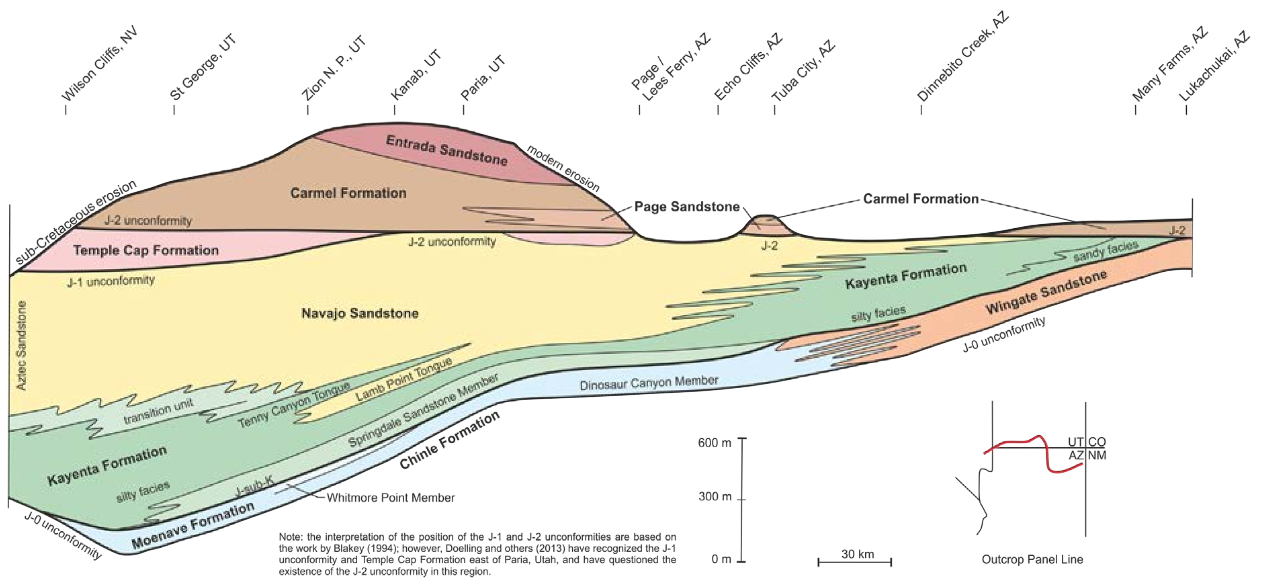 Wilson Cliffs, NV
St George, UT
Zion N. P., UT
Kanab, UT
Paria, UT
Page /
Lees Ferry, AZ
Echo Cliffs, AZ
Tuba City, AZ
Dinnebito Creek, AZ
Many Farms, AZ
Lukachukai, AZ
Entrada Sandstone
modern erosion
Carmel Formation
sub-Cretaceous erosion
Page Sandstone
Carmel Formation
J-2 unconformity
J-2 unconformity
J-2
J-2
Temple Cap Formation
J-1 unconformity
sandy facies
Kayenta Formation
Wingate Sandstone
Navajo Sandstone
silty facies
J-0 unconformity
Aztec Sandstone
Dinosaur Canyon Member
Lamb Point Tongue
Tenny Canyon Tongue
transition unit
Springdale Sandstone Member
Chinle Formation
Kayenta Formation
silty facies
J-sub-K
Whitmore Point Member
Moenave Formation
J-0 unconformity
600 m
300 m
0 m
30 km
UT CO
AZ NM
Outcrop Panel Line
Note: the interpretation of the position of the J-1 and J-2 unconformities are based on
the work by Blakey (1994); however, Doelling and others (2013) have recognized the J-1
unconformity and Temple Cap Formation east of Paria, Utah, and have questioned the
existence of the J-2 unconformity in this region.